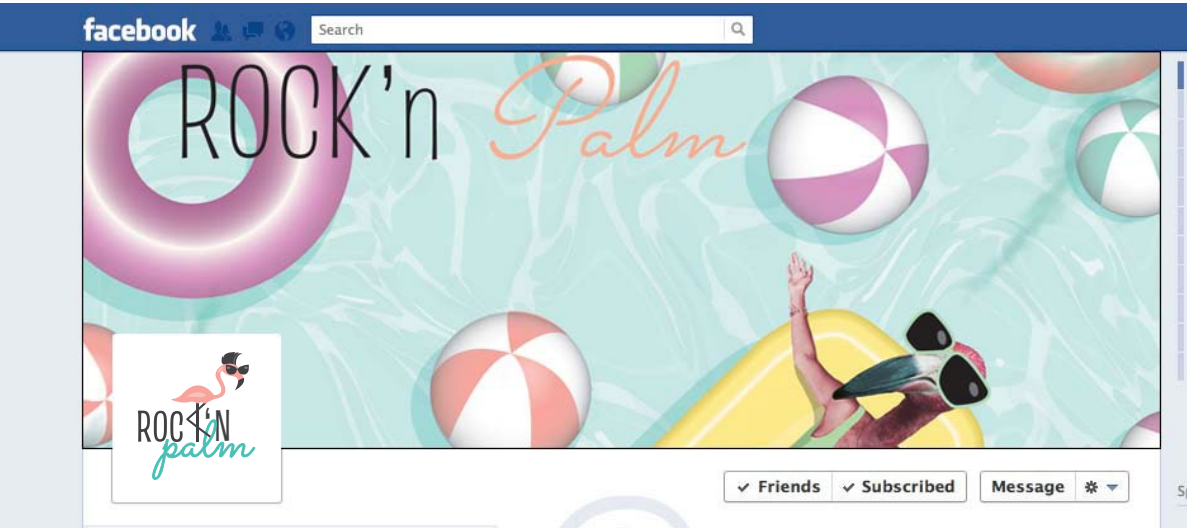 facebook
Search
ROCK'n Palm
ROCK'N
palm
✓ Friends
✓ Subscribed
Message